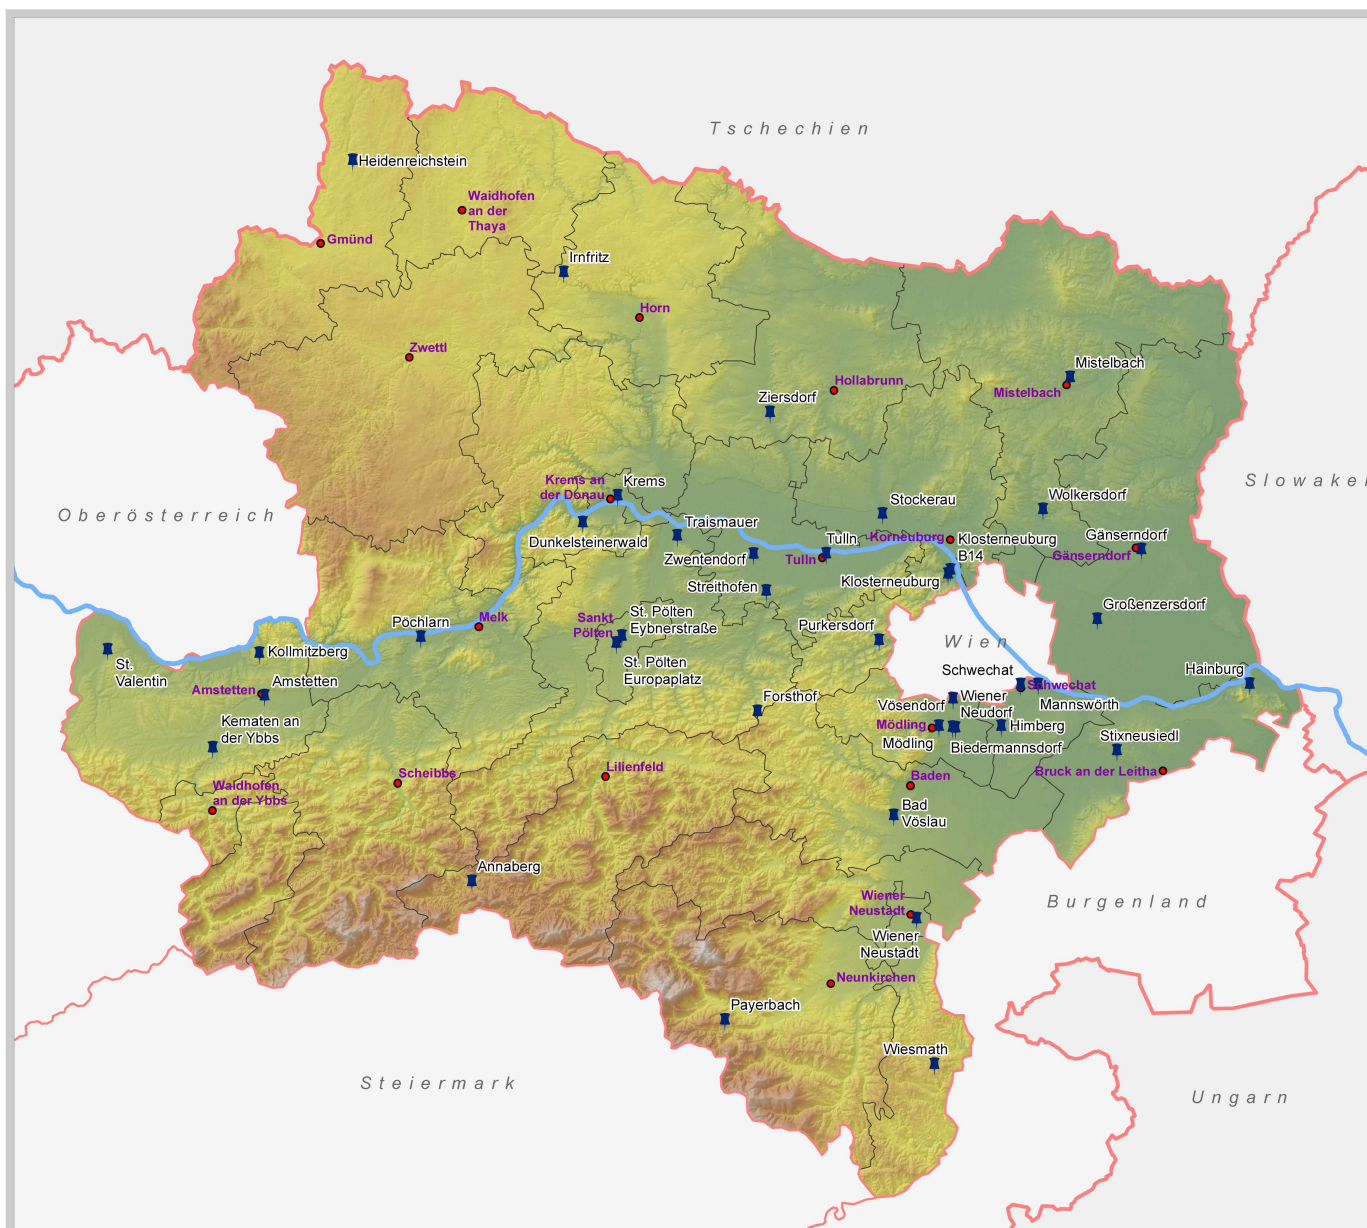 Tschechien
Heidenreichstein
Waidhofen
an der
Thaya
Gmünd
Irnfritz
Horn
Zwettl
Mistelbach
Hollabrunn
Mistelbach
Ziersdorf
Krems an
der Donau
Krems
Slowakei
Wolkersdorf
Stockerau
Oberösterreich
Traismauer
Dunkelsteinerwald
Tulln
Korneuburg
Klosterneuburg
B14
Gänserndorf
Gänserndorf
Zwentendorf
Tulln
Klosterneuburg
Streithofen
Großenzersdorf
Pöchlarn
Melk
Sankt
Pölten
St. Pölten
Eybnerstraße
Purkersdorf
Wien
Kollmitzberg
St.
Valentin
St. Pölten
Europaplatz
Schwechat
Hainburg
Amstetten
Amstetten
Schwechat
Forsthof
Vösendorf
Wiener
Neudorf
Mannswörth
Kematen an
der Ybbs
Mödling
Himberg
Mödling
Biedermannsdorf
Stixneusiedl
Scheibbs
Lilienfeld
Baden
Bruck an der Leitha
Waidhofen
an der Ybbs
Bad
Vöslau
Annaberg
Wiener
Neustadt
Burgenland
Wiener
Neustadt
Neunkirchen
Payerbach
Wiesmath
Steiermark
Ungarn